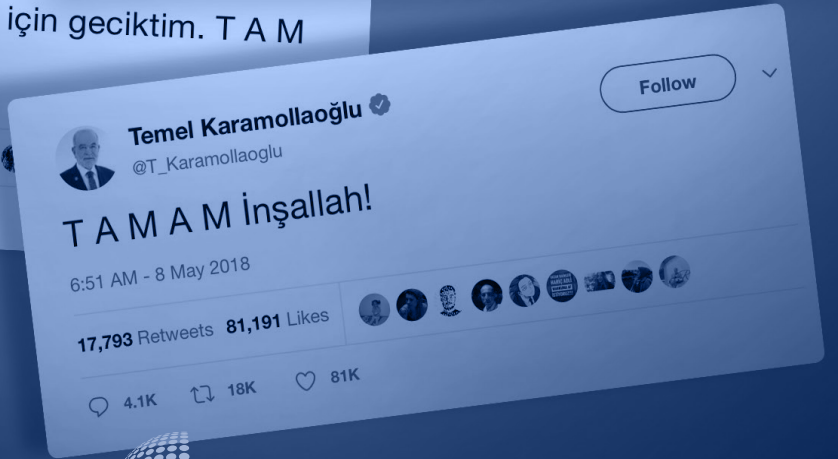 için geciktim. T A M
Temel Karamollaoğlu
@T_Karamollaoglu
Follow
T A M A M İnşallah!
6:51 AM - 8 May 2018
17,793 Retweets 81,191 Likes
4.1K 18K 81K